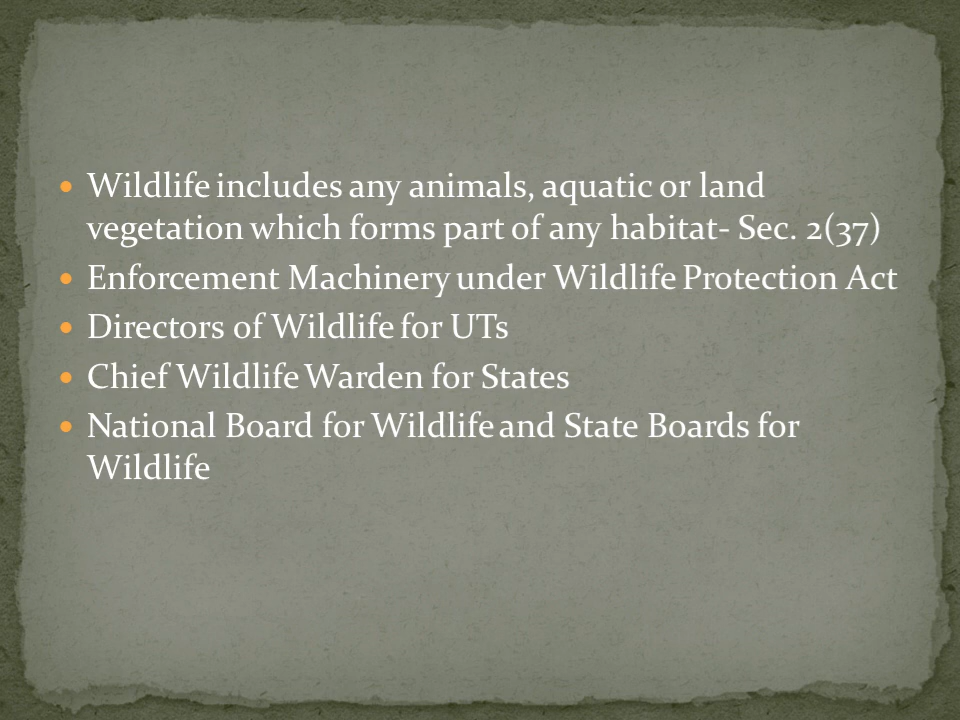 • Wildlife includes any animals, aquatic or land
vegetation which forms part of any habitat- Sec. 2(37)
• Enforcement Machinery under Wildlife Protection Act
• Directors of Wildlife for UTs
• Chief Wildlife Warden for States
• National Board for Wildlife and State Boards for
Wildlife